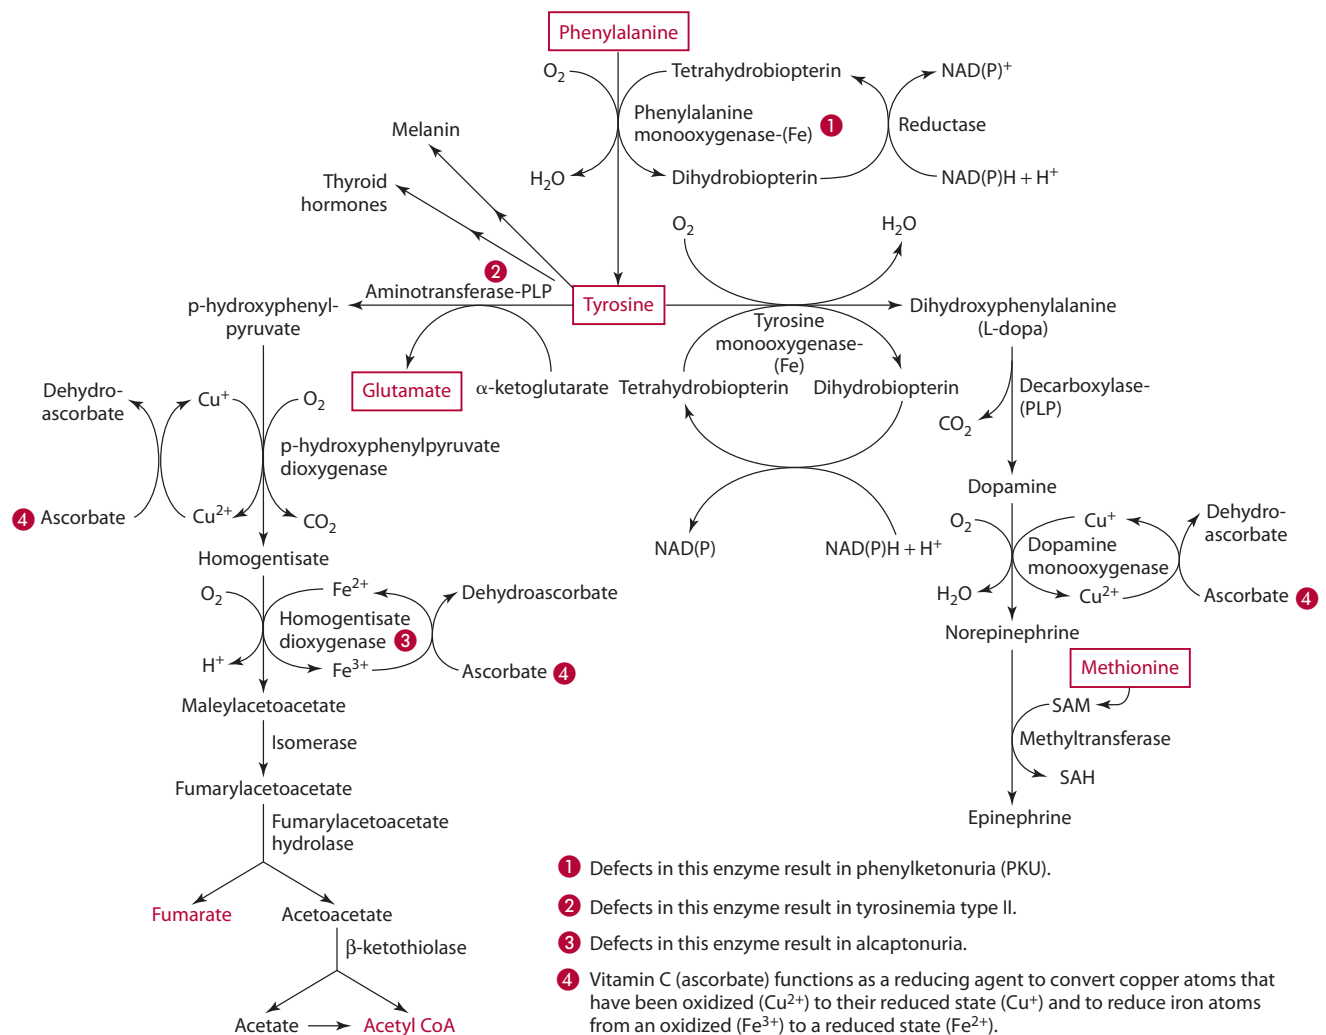 Phenylalanine
O2
Tetrahydrobiopterin
NAD(P)+
Phenylalanine
monooxygenase-(Fe) 1
Reductase
Melanin
H2O
Dihydrobiopterin
NAD(P)H + H+
Thyroid
hormones
O2
H2O
2
Aminotransferase-PLP
p-hydroxyphenyl-
pyruvate
Tyrosine
Tyrosine
monooxygenase-
(Fe)
Dihydroxyphenylalanine
(L-dopa)
Glutamate
α-ketoglutarate
Tetrahydrobiopterin
Dihydrobiopterin
Decarboxylase-
(PLP)
CO2
Dehydro-
ascorbate
Cu+
O2
p-hydroxyphenylpyruvate
dioxygenase
4 Ascorbate
Cu2+
CO2
Dopamine
NAD(P)
NAD(P)H + H+
O2
Cu+
Dehydro-
ascorbate
Dopamine
monooxygenase
H2O
Cu2+
Ascorbate 4
Homogentisate
O2
Fe2+
Dehydroascorbate
Homogentisate
dioxygenase 3
H+
Fe3+
Ascorbate 4
Norepinephrine
Methionine
SAM
Methyltransferase
SAH
Epinephrine
Maleylacetoacetate
Isomerase
Fumarylacetoacetate
Fumarylacetoacetate
hydrolase
Fumarate
Acetoacetate
β-ketothiolase
Acetate
Acetyl CoA
1 Defects in this enzyme result in phenylketonuria (PKU).
2 Defects in this enzyme result in tyrosinemia type II.
3 Defects in this enzyme result in alcaptonuria.
4 Vitamin C (ascorbate) functions as a reducing agent to convert copper atoms that
have been oxidized (Cu2+) to their reduced state (Cu+) and to reduce iron atoms
from an oxidized (Fe3+) to a reduced state (Fe2+).